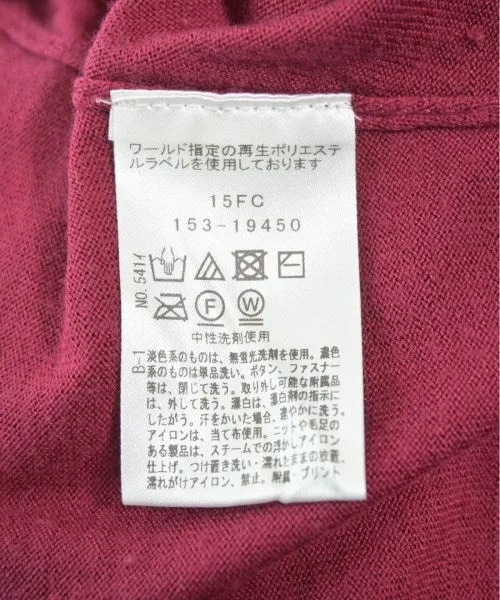 ワールド指定の再生ポリエステ
ルラベルを使用しております
15FC
153-19450
NO.541イ
F W
中性洗剤使用
B-1
淡色系のものは、無蛍光洗剤を使用。濃色
系のものは単品洗い。ボタン、ファスナー
等は、閉じて洗う。取り外し可能な附属品
は、外して洗う。漂白は、漂白剤の指示に
したがう。汗をかいた場合、速やかに洗う。
アイロンは、当て布使用。ニットや毛足の
ある製品は、スチームでの浮かしアイロン
仕上げ。つけ置き洗い・濡れたままの放置、
濡れがけアイロン、禁止。附属・プリント